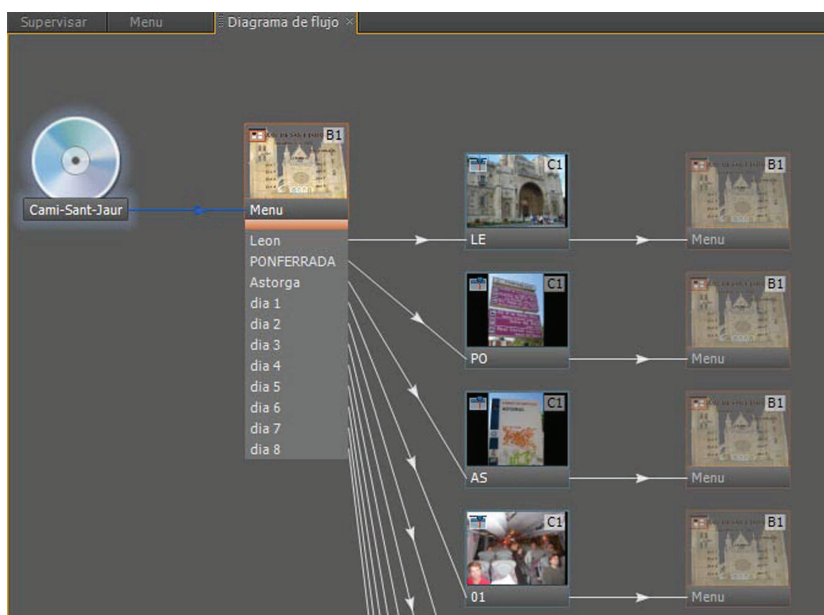 Supervisar
Menu
Diagrama de flujo ×
Cami-Sant-Jaur
B1
Menu
Leon
PONFERRADA
Astorga
dia 1
dia 2
dia 3
dia 4
dia 5
dia 6
dia 7
dia 8
C1
LE
B1
Menu
C1
PO
B1
Menu
C1
AS
B1
Menu
C1
01
B1
Menu